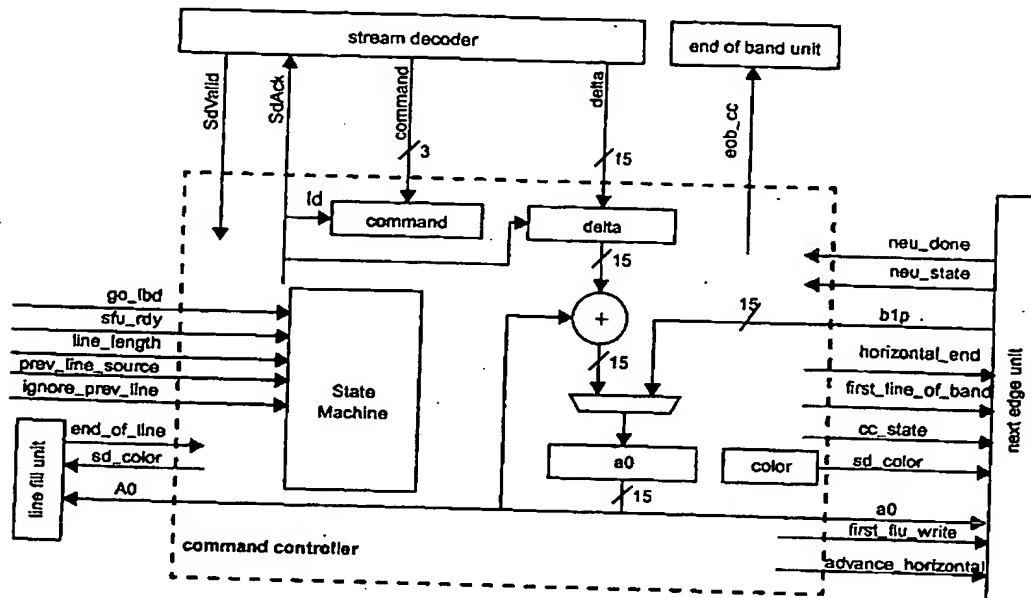 stream decoder
end of band unit
SdValid
SdAck
command
delta
eob_cc
3
15
ld
command
delta
neu_done
neu_state
b1p
15
15
go_lbd
sfu_rdy
line_length
prev_line_source
ignore_prev_line
State
Machine
+
15
horizontal_end
first_line_of_band
cc_state
next edge unit
line fill unit
end_of_line
sd_color
A0
a0
color
sd_color
15
a0
first_flu_write
advance_horizontal
command controller